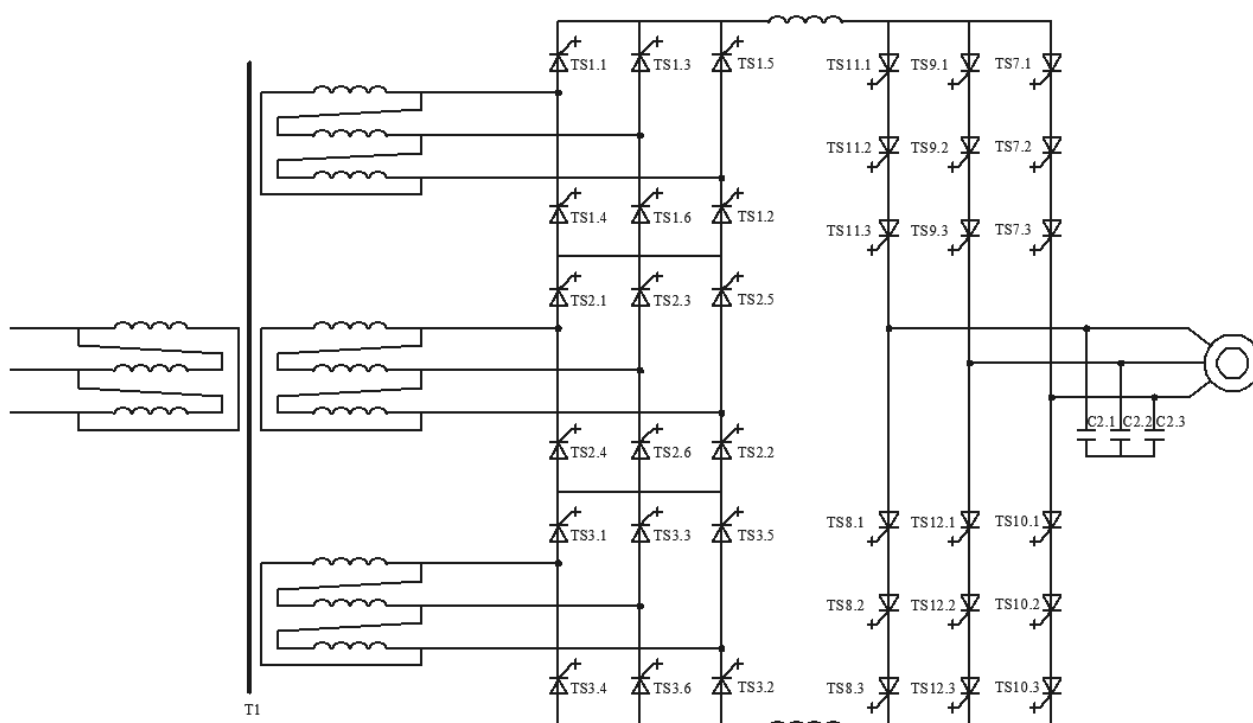 TS1.1 TS1.3 TS1.5 TS11.1 TS9.1 TS7.1
TS11.2 TS9.2 TS7.2
TS1.4 TS1.6 TS1.2 TS11.3 TS9.3 TS7.3
TS2.1 TS2.3 TS2.5
C2.1 C2.2 C2.3
TS2.4 TS2.6 TS2.2
TS3.1 TS3.3 TS3.5 TS8.1 TS12.1 TS10.1
TS8.2 TS12.2 TS10.2
TS3.4 TS3.6 TS3.2 TS8.3 TS12.3 TS10.3
T1